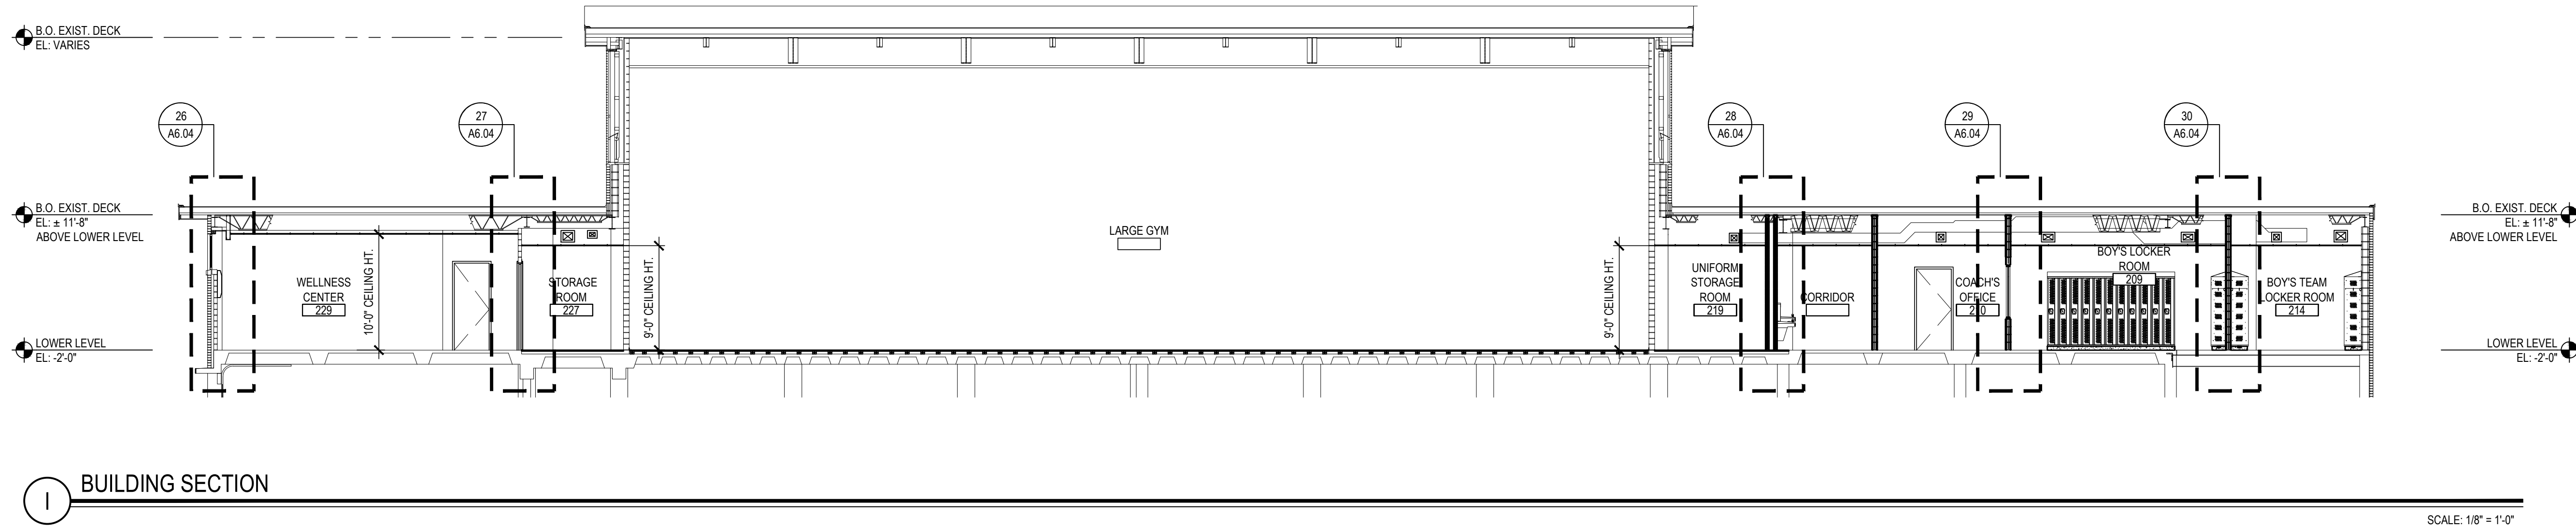 B.O. EXIST. DECK
EL: VARIES
26
A6.04
27
A6.04
28
A6.04
29
A6.04
30
A6.04
B.O. EXIST. DECK
EL: ± 11'-8"
ABOVE LOWER LEVEL
B.O. EXIST. DECK
EL: ± 11'-8"
ABOVE LOWER LEVEL
WELLNESS
CENTER
229
10'-0" CEILING HT.
STORAGE
ROOM
227
9'-0" CEILING HT.
LARGE GYM
9'-0" CEILING HT.
UNIFORM
STORAGE
ROOM
219
CORRIDOR
COACH'S
OFFICE
210
BOY'S LOCKER
ROOM
209
BOY'S TEAM
LOCKER ROOM
214
LOWER LEVEL
EL: -2'-0"
LOWER LEVEL
EL: -2'-0"
I
BUILDING SECTION
SCALE: 1/8" = 1'-0"